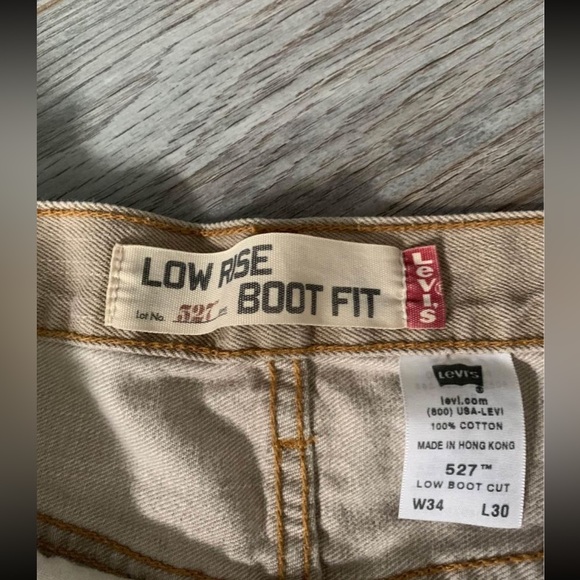 LOW RISE
BOOT FIT
Lot No. 527
Levi's
Levi's
levi.com
(800) USA-LEVI
100% COTTON
MADE IN HONG KONG
527™
LOW BOOT CUT
W34 L30